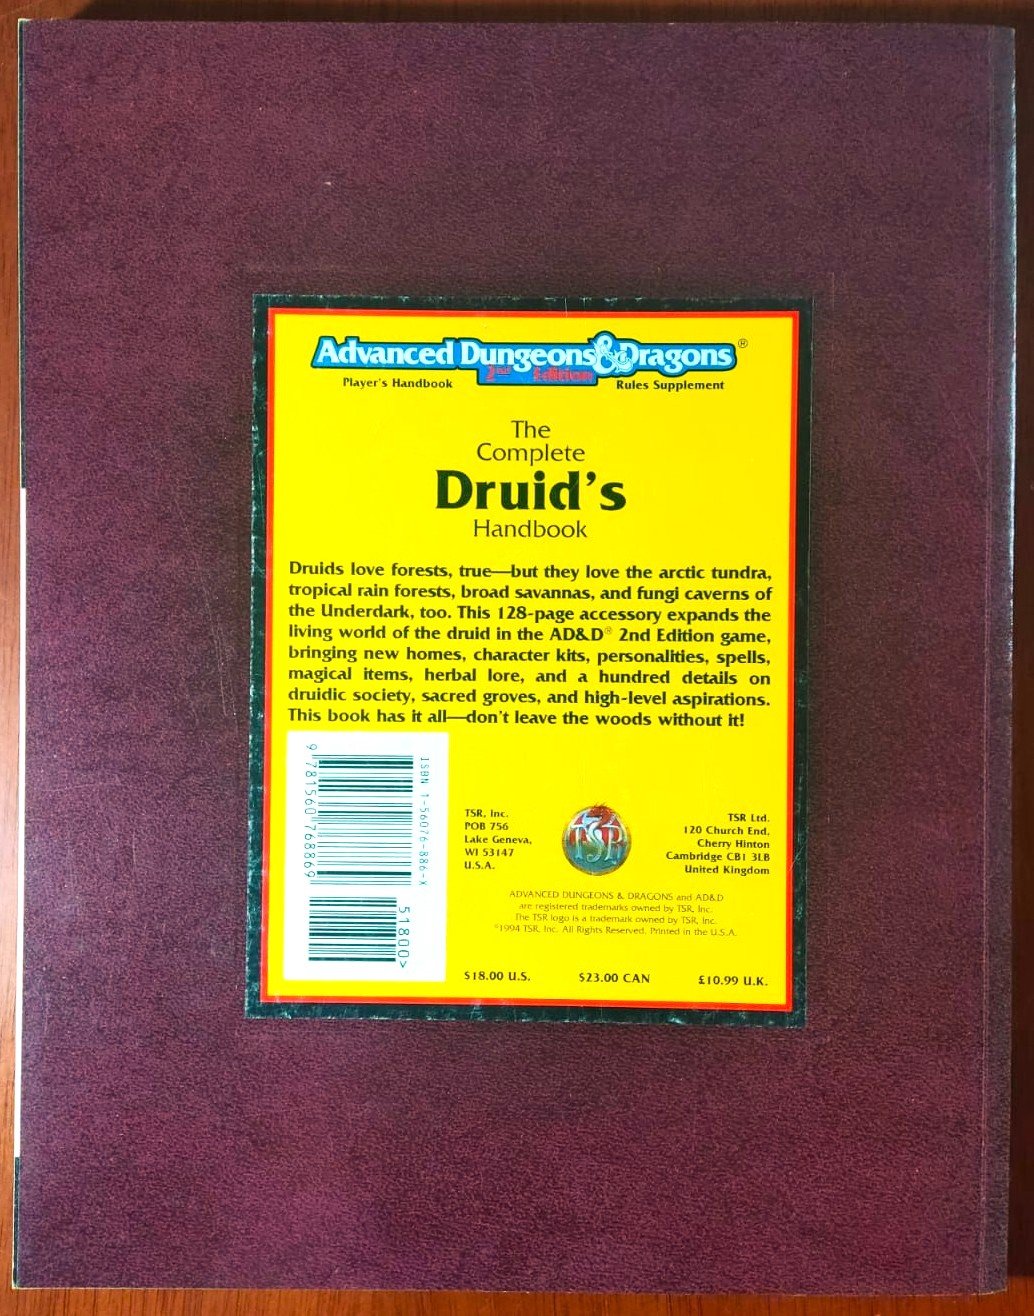 Advanced Dungeons & Dragons®
2nd Edition
Player's Handbook Rules Supplement
The
Complete
Druid's
Handbook
Druids love forests, true—but they love the arctic tundra,
tropical rain forests, broad savannas, and fungi caverns of
the Underdark, too. This 128-page accessory expands the
living world of the druid in the AD&D® 2nd Edition game,
bringing new homes, character kits, personalities, spells,
magical items, herbal lore, and a hundred details on
druidic society, sacred groves, and high-level aspirations.
This book has it all—don't leave the woods without it!
ISBN 1-56076-886-X
9 781560 768869
51800>
TSR, Inc.
POB 756
Lake Geneva,
WI 53147
U.S.A.
TSR
TSR Ltd.
120 Church End,
Cherry Hinton
Cambridge CB1 3LB
United Kingdom
ADVANCED DUNGEONS & DRAGONS and AD&D
are registered trademarks owned by TSR, Inc.
The TSR logo is a trademark owned by TSR, Inc.
©1994 TSR, Inc. All Rights Reserved. Printed in the U.S.A.
$18.00 U.S. $23.00 CAN £10.99 U.K.